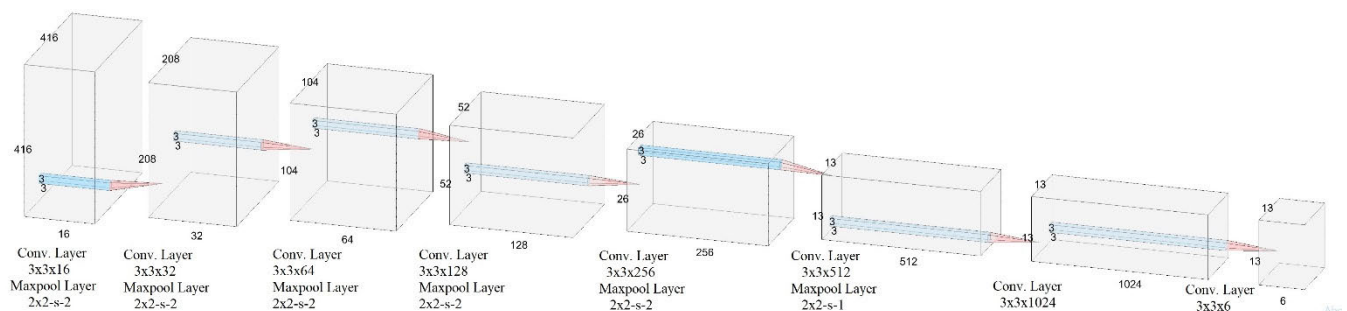 416
416
3
3
16
Conv. Layer
3x3x16
Maxpool Layer
2x2-s-2
208
208
3
3
32
Conv. Layer
3x3x32
Maxpool Layer
2x2-s-2
104
104
3
3
64
Conv. Layer
3x3x64
Maxpool Layer
2x2-s-2
52
52
3
3
128
Conv. Layer
3x3x128
Maxpool Layer
2x2-s-2
26
26
3
3
256
Conv. Layer
3x3x256
Maxpool Layer
2x2-s-2
13
13
3
3
512
Conv. Layer
3x3x512
Maxpool Layer
2x2-s-1
13
13
3
3
1024
Conv. Layer
3x3x1024
13
13
6
Conv. Layer
3x3x6